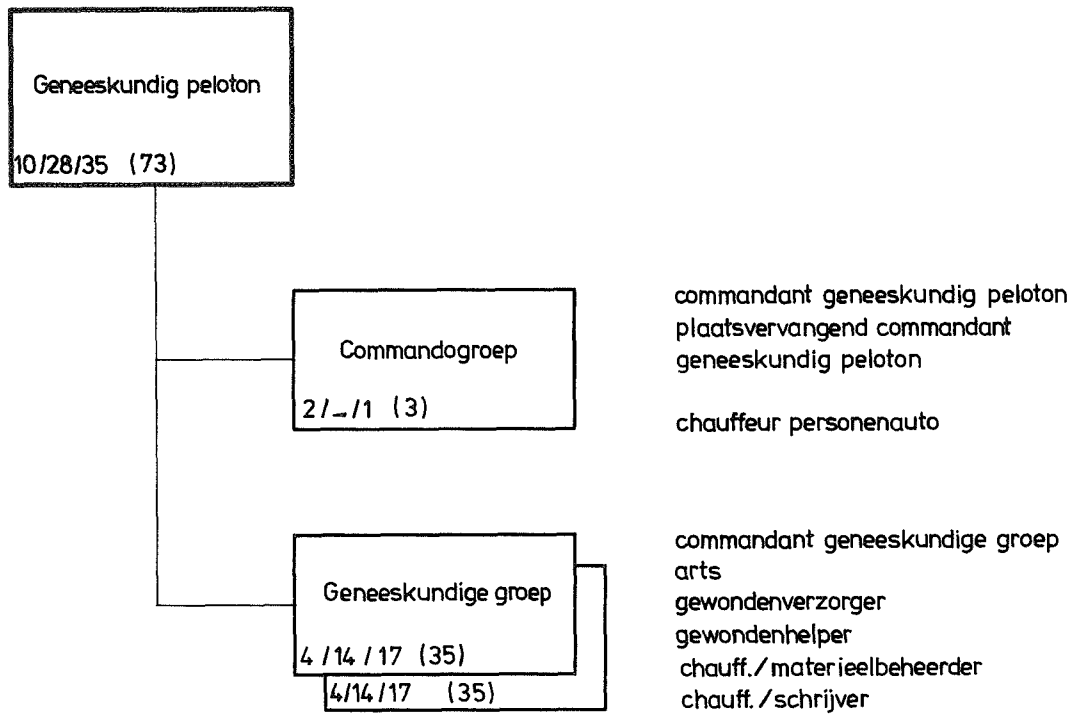 Geneeskundig peloton
10/28/35 (73)
Commandogroep
2/-/1 (3)
commandant geneeskundig peloton
plaatsvervangend commandant
geneeskundig peloton
chauffeur personenauto
Geneeskundige groep
4/14/17 (35)
4/14/17 (35)
commandant geneeskundige groep
arts
gewondenverzorger
gewondenhelper
chauff./materieelbeheerder
chauff./schrijver